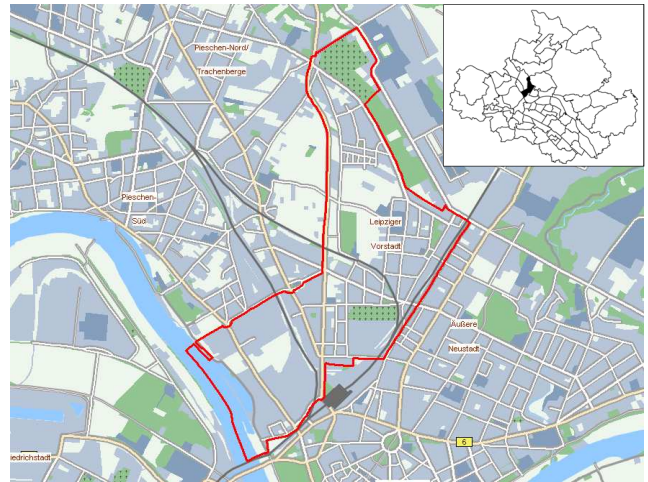 Pieschen-Nord/
Trachenberge
Pieschen-
Süd
Leipziger
Vorstadt
Äußere
Neustadt
6
iedrichstadt